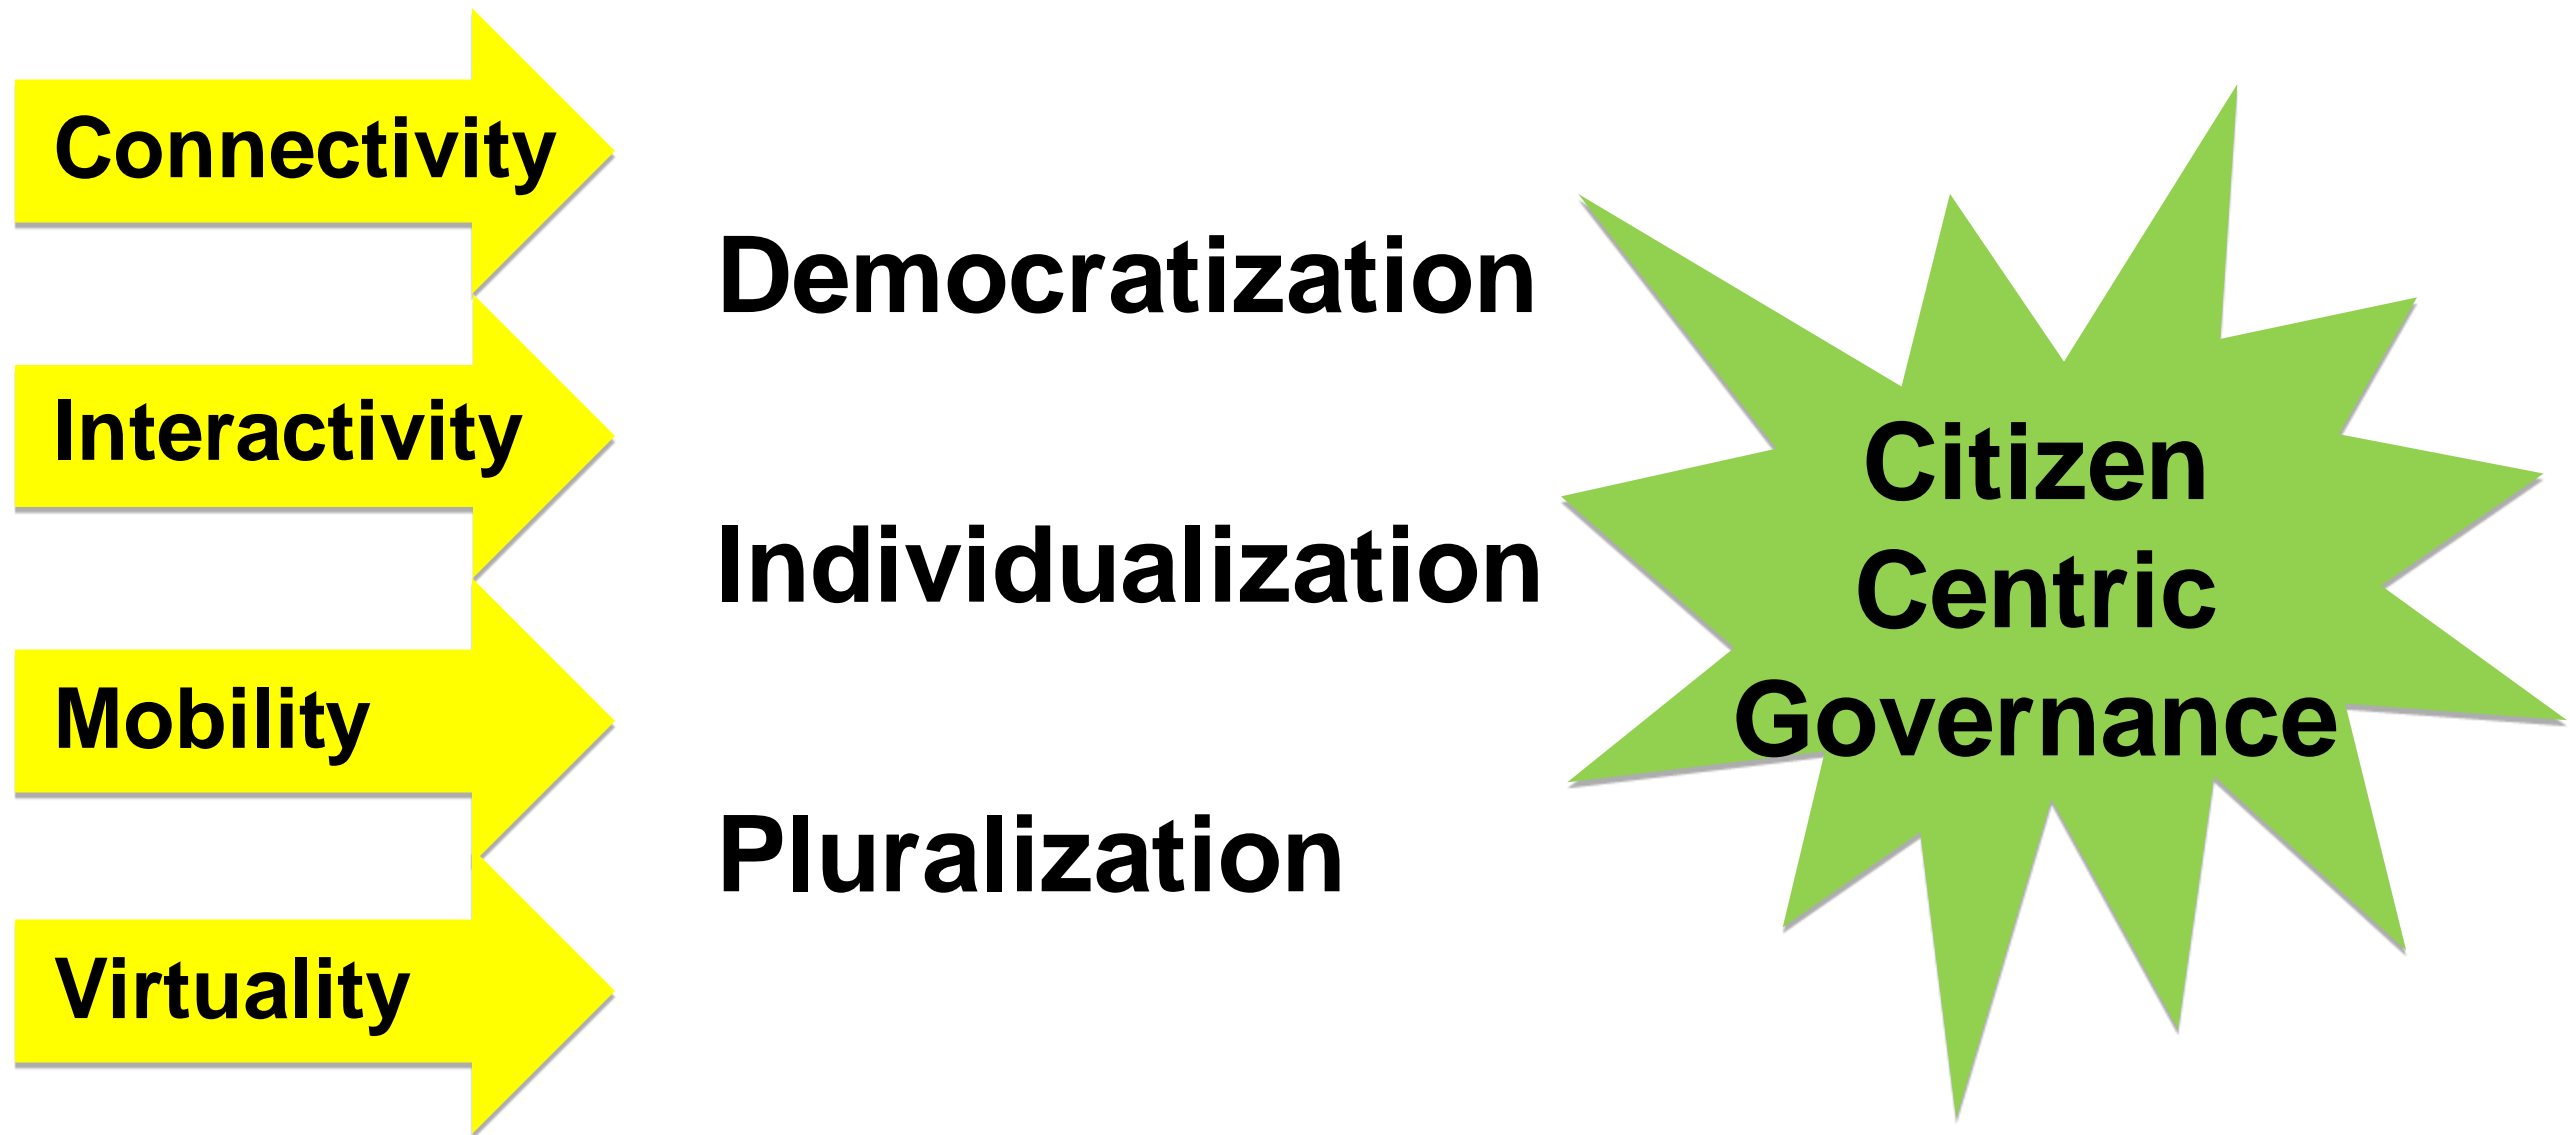 Connectivity
Interactivity
Mobility
Virtuality
Democratization
Individualization
Pluralization
Citizen
Centric
Governance